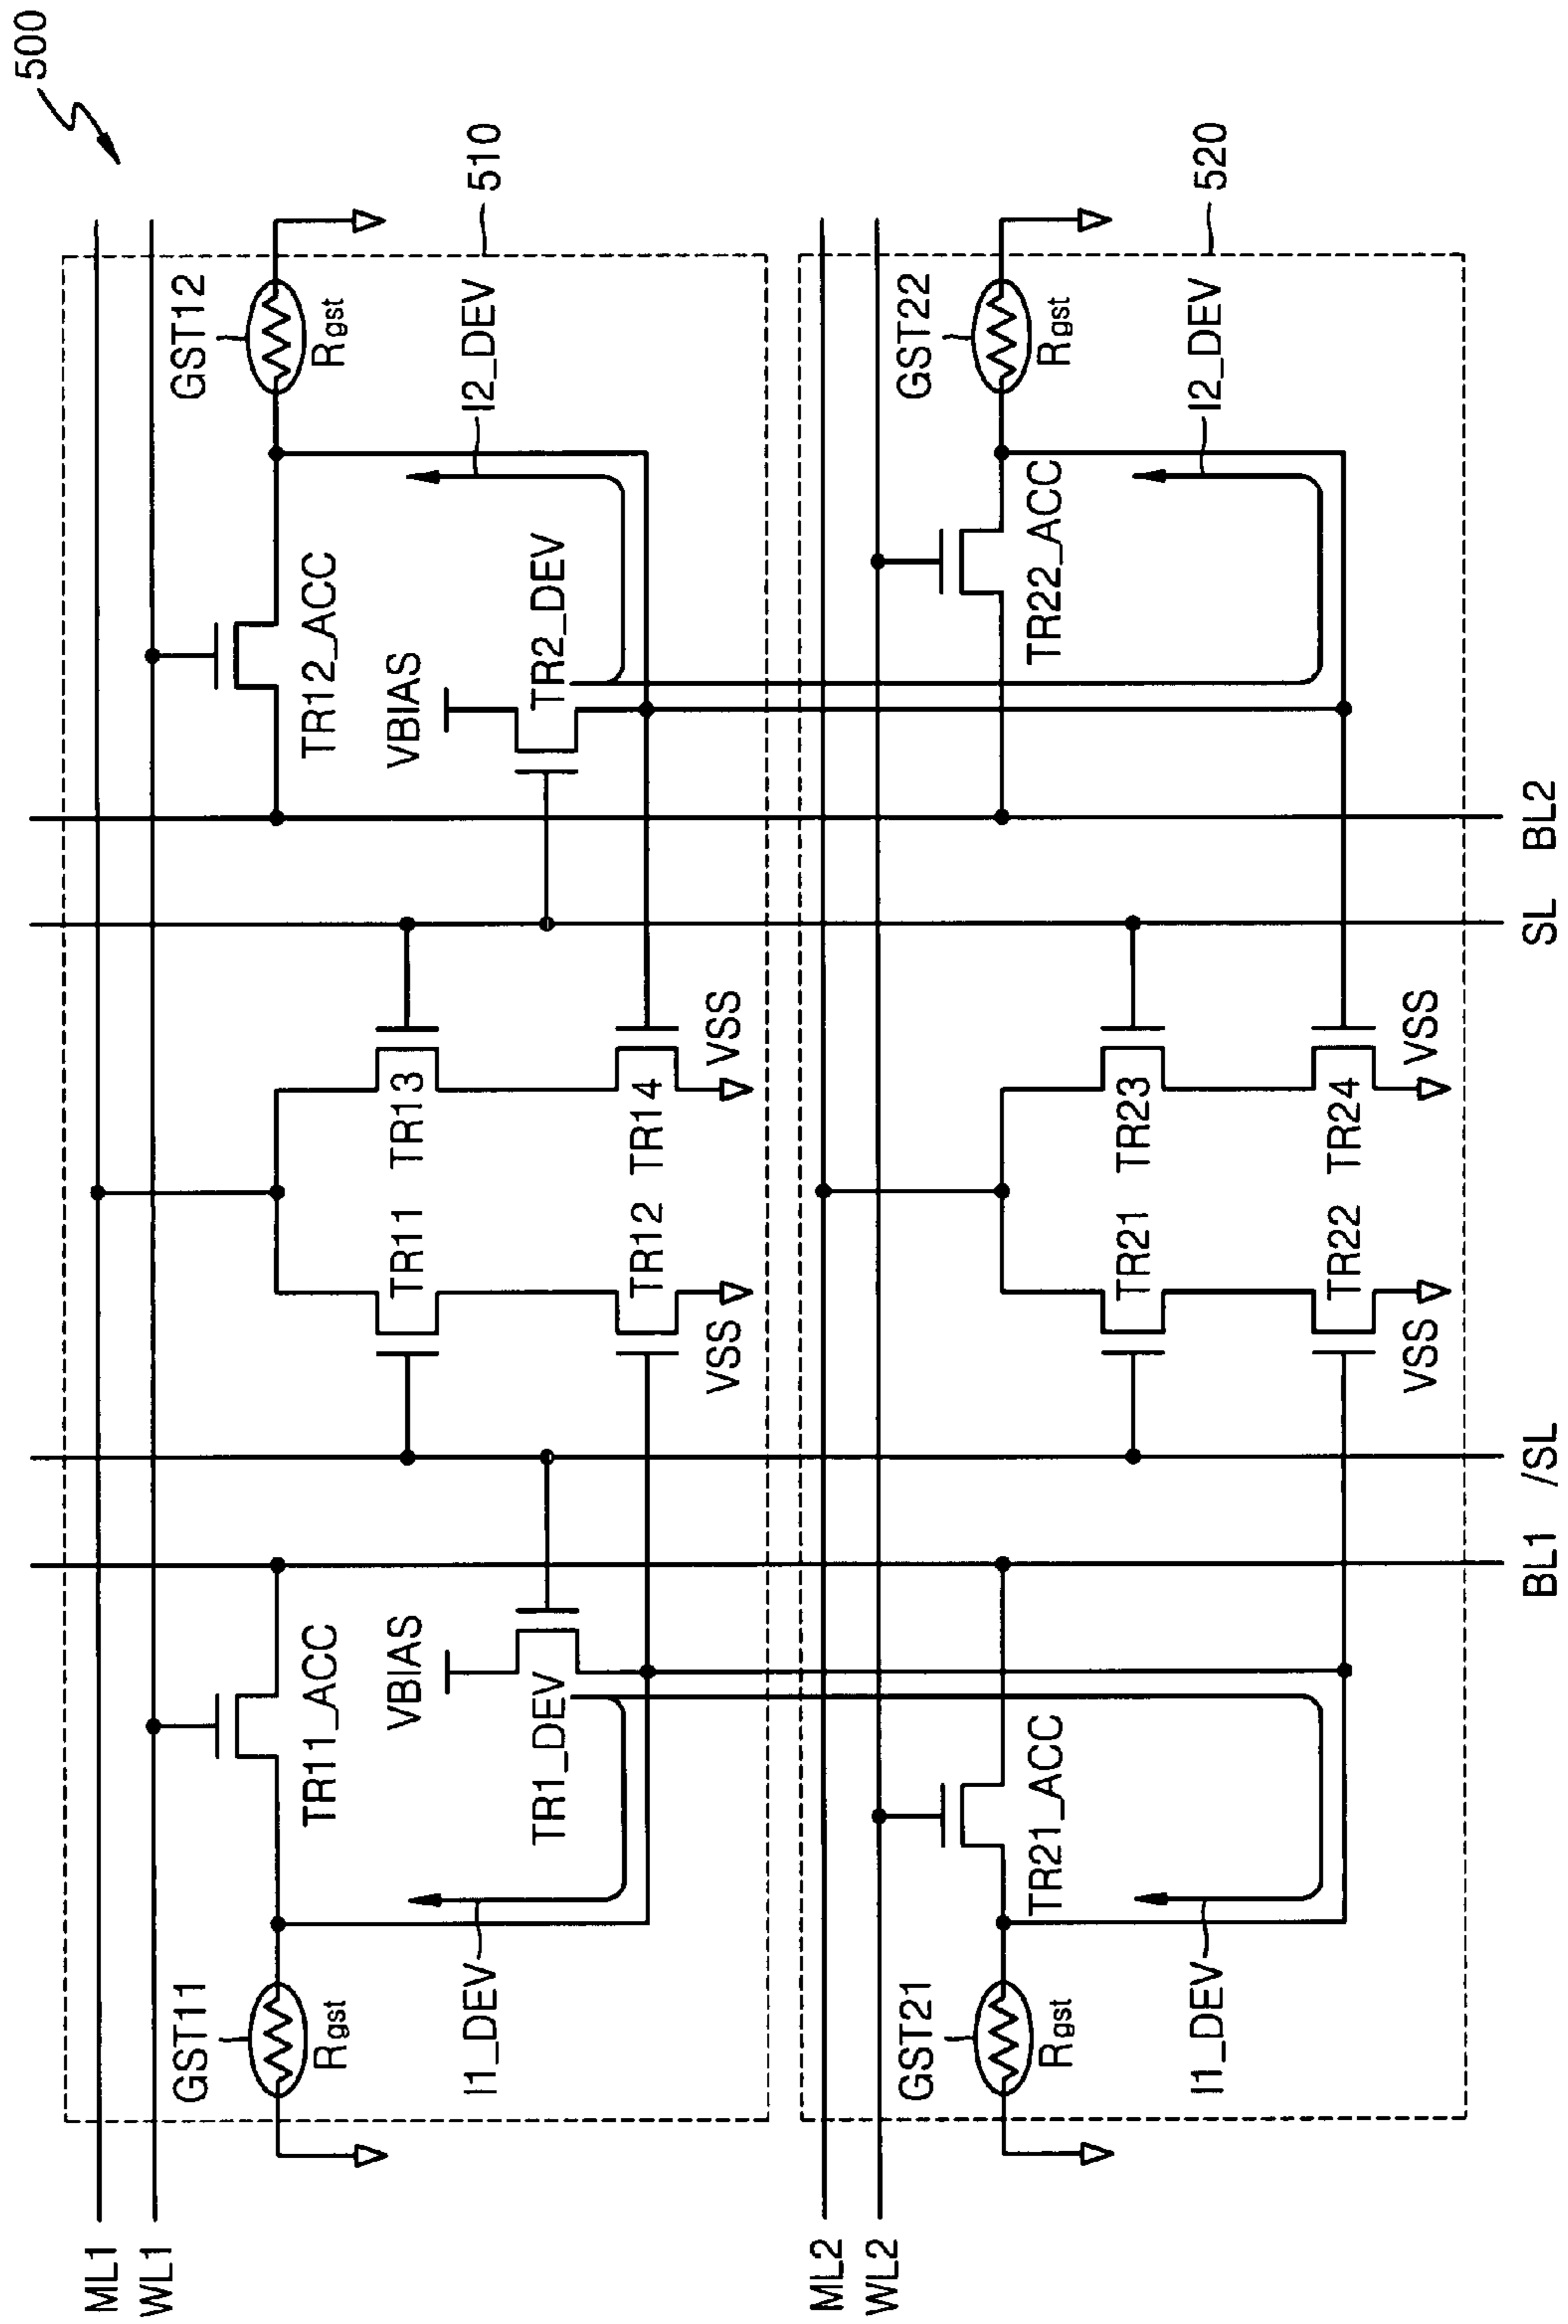 500
ML1
WL1
GST11
Rgst
TR11_ACC
I1_DEV
VBIAS
TR1_DEV
TR11
TR13
TR12
TR14
VSS
VSS
TR12_ACC
VBIAS
TR2_DEV
GST12
Rgst
I2_DEV
510
ML2
WL2
GST21
Rgst
TR21_ACC
I1_DEV
TR21
TR23
TR22
TR24
VSS
VSS
TR22_ACC
GST22
Rgst
I2_DEV
520
BL1
/SL
SL
BL2